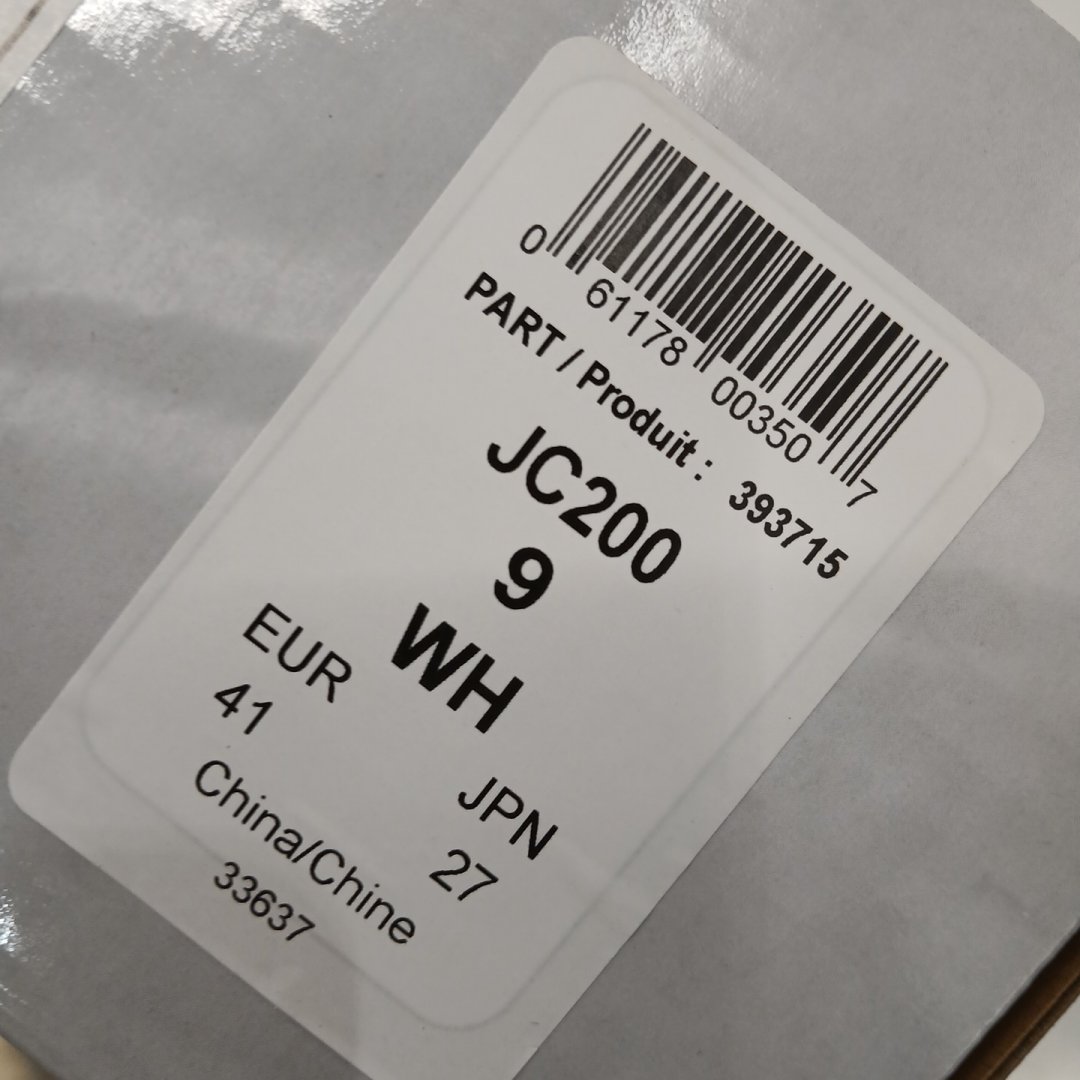 0 61178 00350 7
PART / Produit : 393715
JC200
9
WH
EUR JPN
41 27
China/Chine
33637